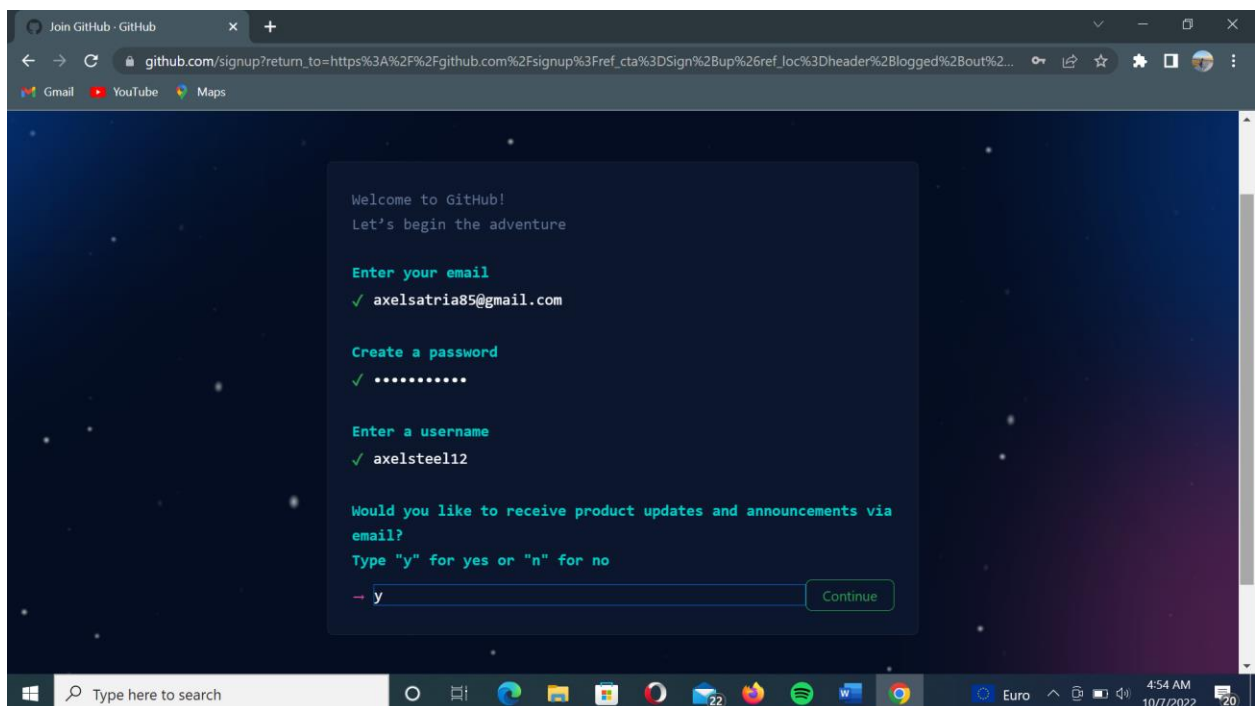 Join GitHub · GitHub
github.com/signup?return_to=https%3A%2F%2Fgithub.com%2Fsignup%3Fref_cta%3DSign%2Bup%26ref_loc%3Dheader%2Blogged%2Bout%2...
Gmail YouTube Maps
Welcome to GitHub!
Let’s begin the adventure
Enter your email
✓ axelsatria85@gmail.com
Create a password
✓ •••••••••••
Enter a username
✓ axelsteel12
Would you like to receive product updates and announcements via
email?
Type "y" for yes or "n" for no
→ y Continue
Type here to search 22 Euro 4:54 AM
10/7/2022 20